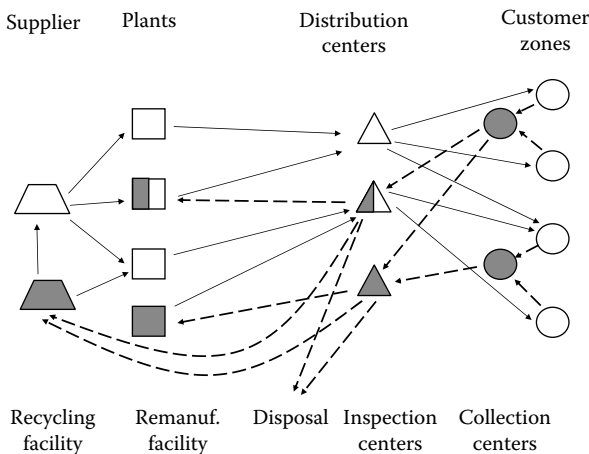 Supplier
Plants
Distribution
centers
Customer
zones
Recycling
facility
Remanuf.
facility
Disposal
Inspection
centers
Collection
centers